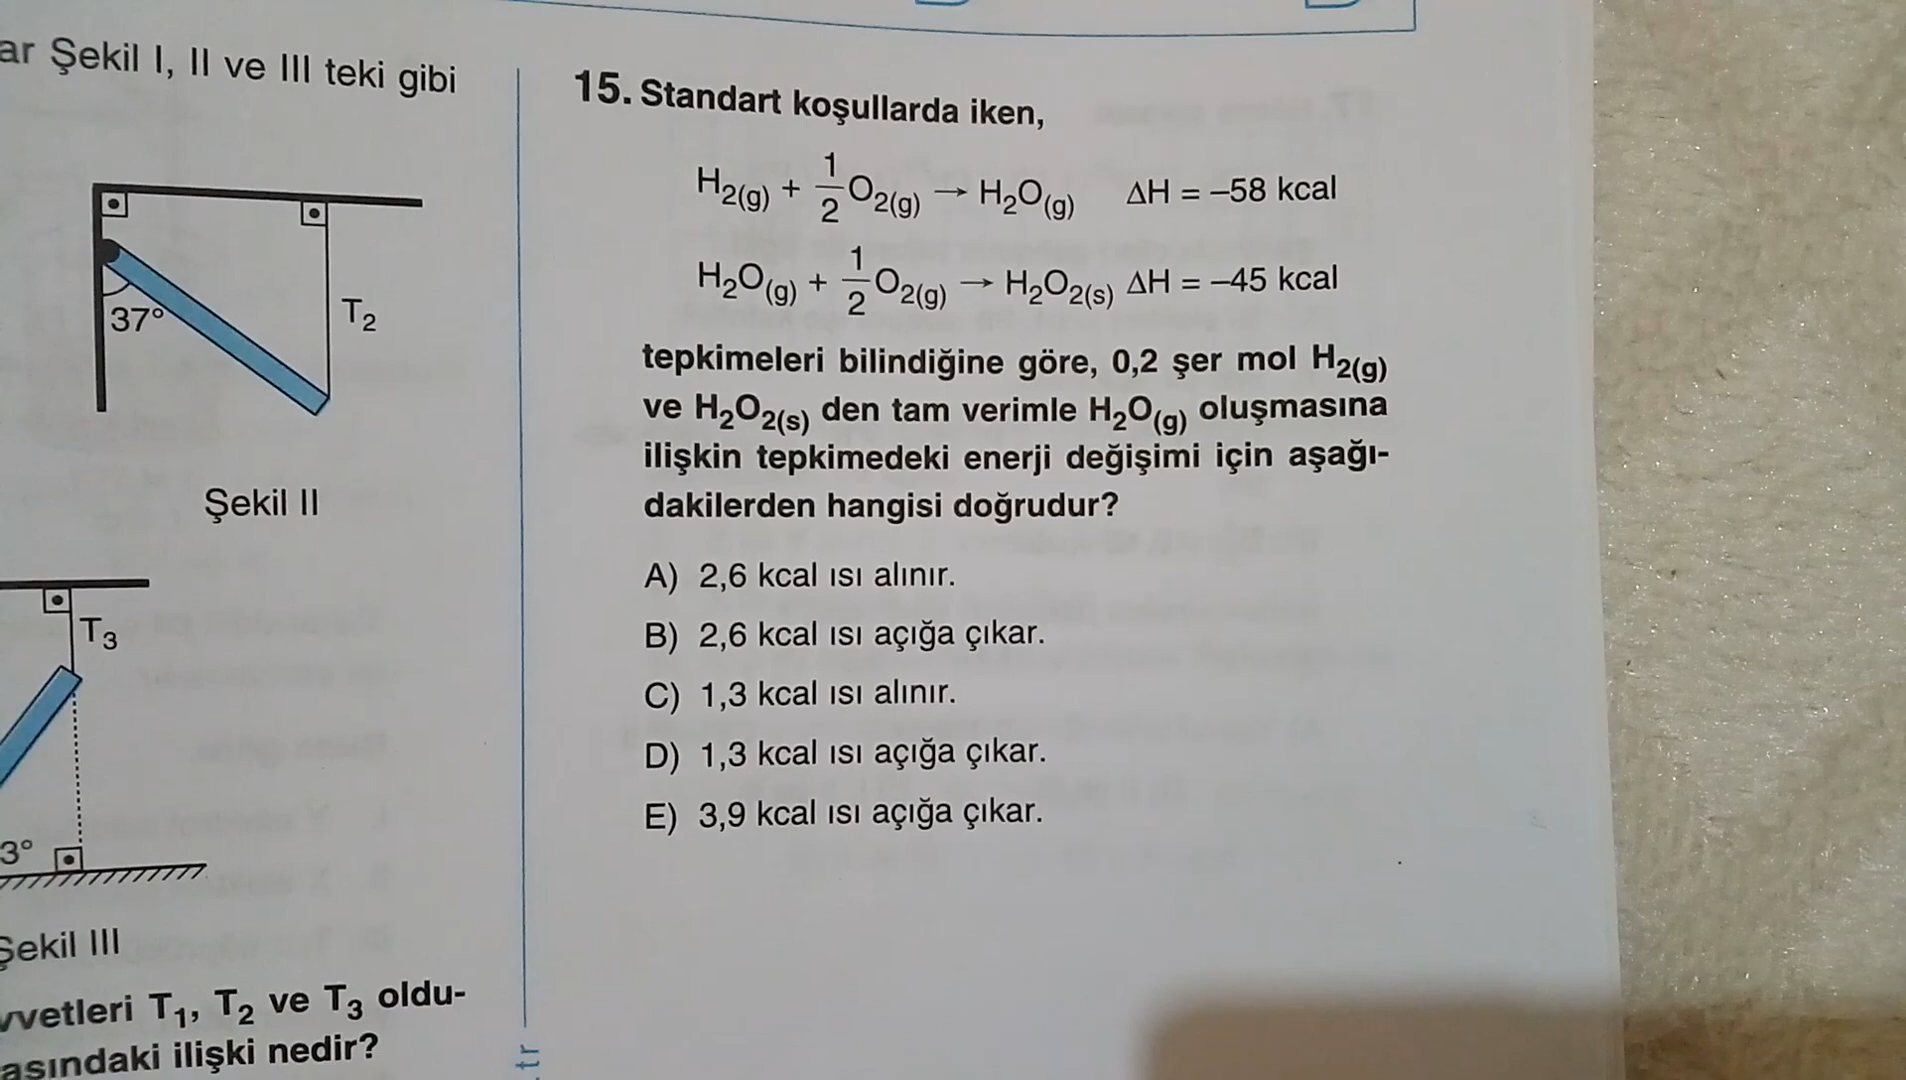 ar Şekil I, II ve III teki gibi
37°
T₂
Şekil II
T₃
3°
Şekil III
vvetleri T₁, T₂ ve T₃ oldu-
asındaki ilişki nedir?
.tr
15. Standart koşullarda iken,
H₂(g) + 1/2 O₂(g) → H₂O(g) ΔH = –58 kcal
H₂O(g) + 1/2 O₂(g) → H₂O₂(s) ΔH = –45 kcal
tepkimeleri bilindiğine göre, 0,2 şer mol H₂(g)
ve H₂O₂(s) den tam verimle H₂O(g) oluşmasına
ilişkin tepkimedeki enerji değişimi için aşağı-
dakilerden hangisi doğrudur?
A) 2,6 kcal ısı alınır.
B) 2,6 kcal ısı açığa çıkar.
C) 1,3 kcal ısı alınır.
D) 1,3 kcal ısı açığa çıkar.
E) 3,9 kcal ısı açığa çıkar.